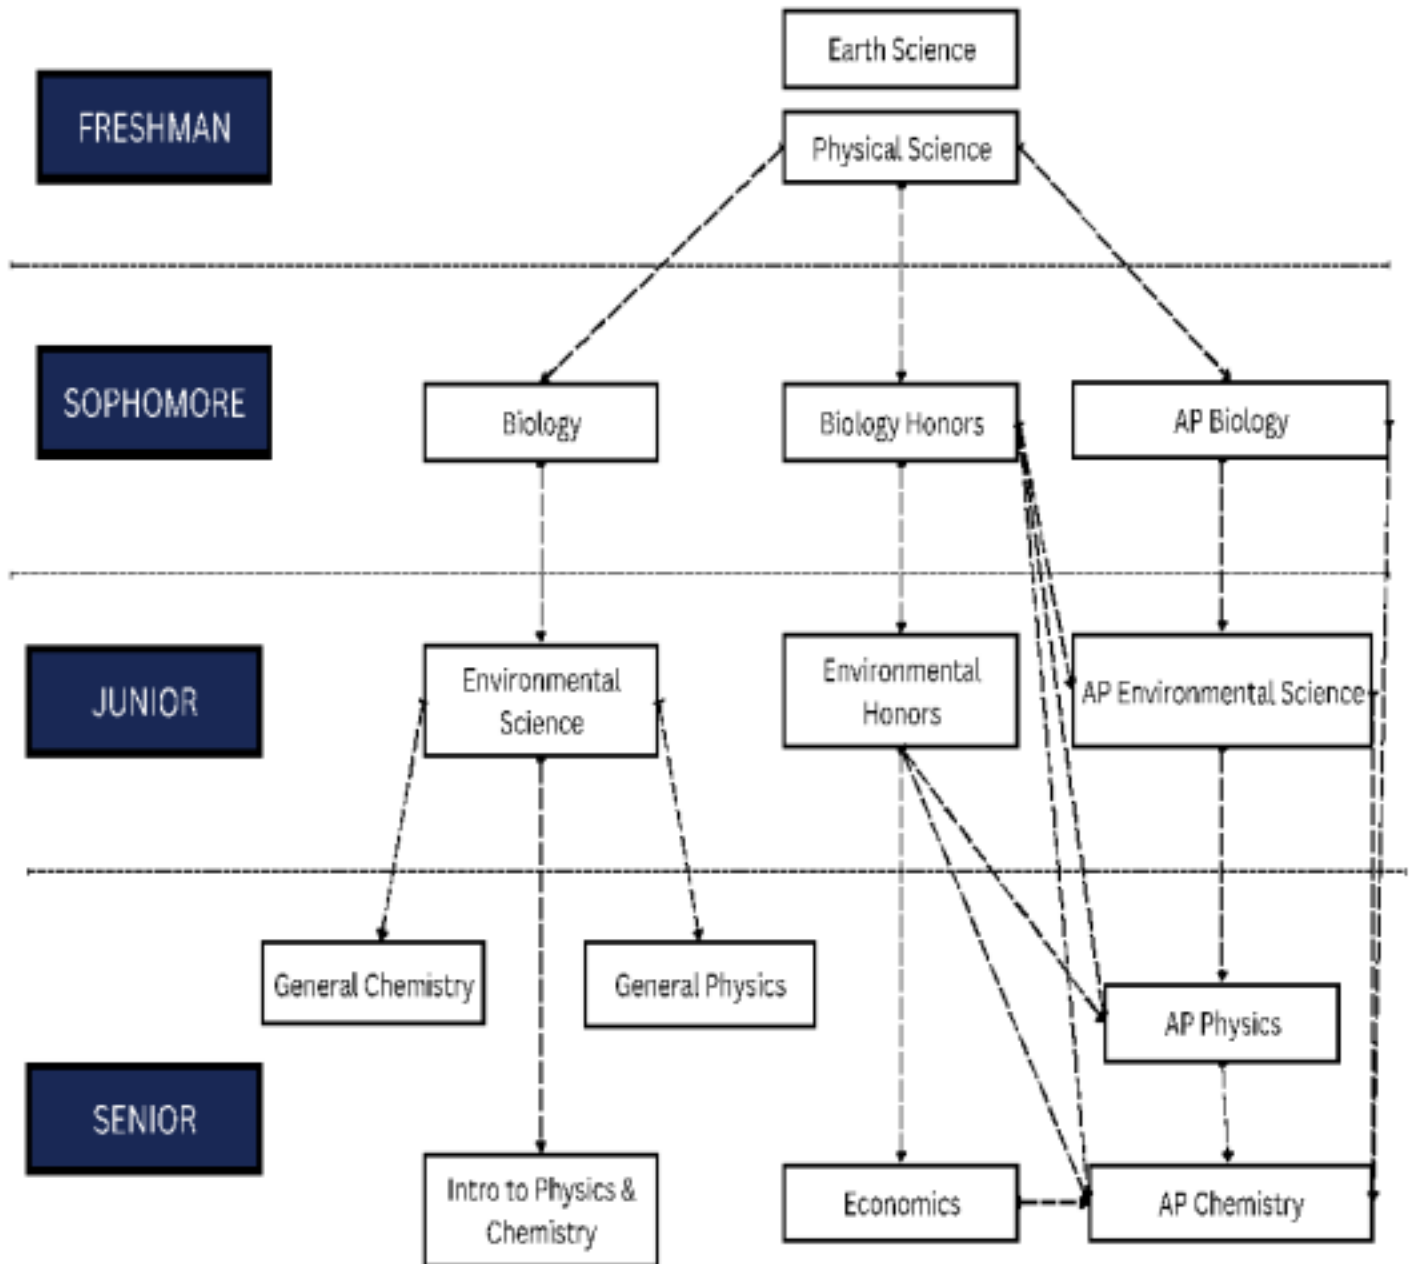 Earth Science
FRESHMAN
Physical Science
SOPHOMORE
Biology
Biology Honors
AP Biology
JUNIOR
Environmental
Science
Environmental
Honors
AP Environmental Science
General Chemistry
General Physics
AP Physics
SENIOR
Intro to Physics &
Chemistry
Economics
AP Chemistry